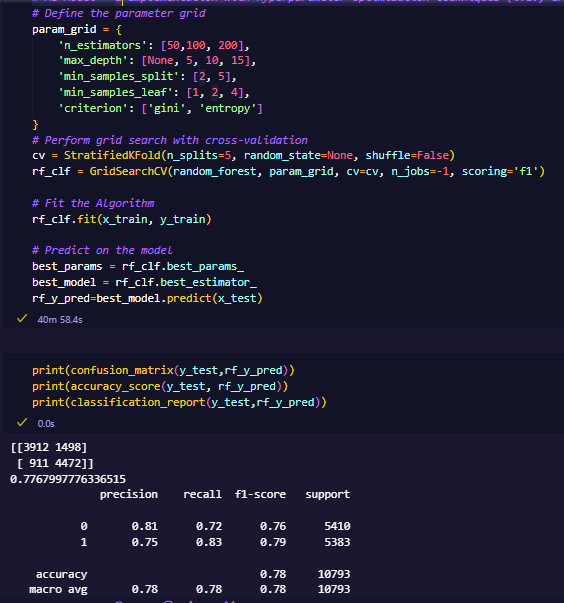 # Define the parameter grid
param_grid = {
    'n_estimators': [50,100, 200],
    'max_depth': [None, 5, 10, 15],
    'min_samples_split': [2, 5],
    'min_samples_leaf': [1, 2, 4],
    'criterion': ['gini', 'entropy']
}
# Perform grid search with cross-validation
cv = StratifiedKFold(n_splits=5, random_state=None, shuffle=False)
rf_clf = GridSearchCV(random_forest, param_grid, cv=cv, n_jobs=-1, scoring='f1')
# Fit the Algorithm
rf_clf.fit(x_train, y_train)
# Predict on the model
best_params = rf_clf.best_params_
best_model = rf_clf.best_estimator_
rf_y_pred=best_model.predict(x_test)
40m 58.4s
print(confusion_matrix(y_test,rf_y_pred))
print(accuracy_score(y_test, rf_y_pred))
print(classification_report(y_test,rf_y_pred))
0.0s
[[3912 1498]
 [ 911 4472]]
0.7767997776336515
precision recall f1-score support
0 0.81 0.72 0.76 5410
1 0.75 0.83 0.79 5383
accuracy 0.78 10793
macro avg 0.78 0.78 0.78 10793